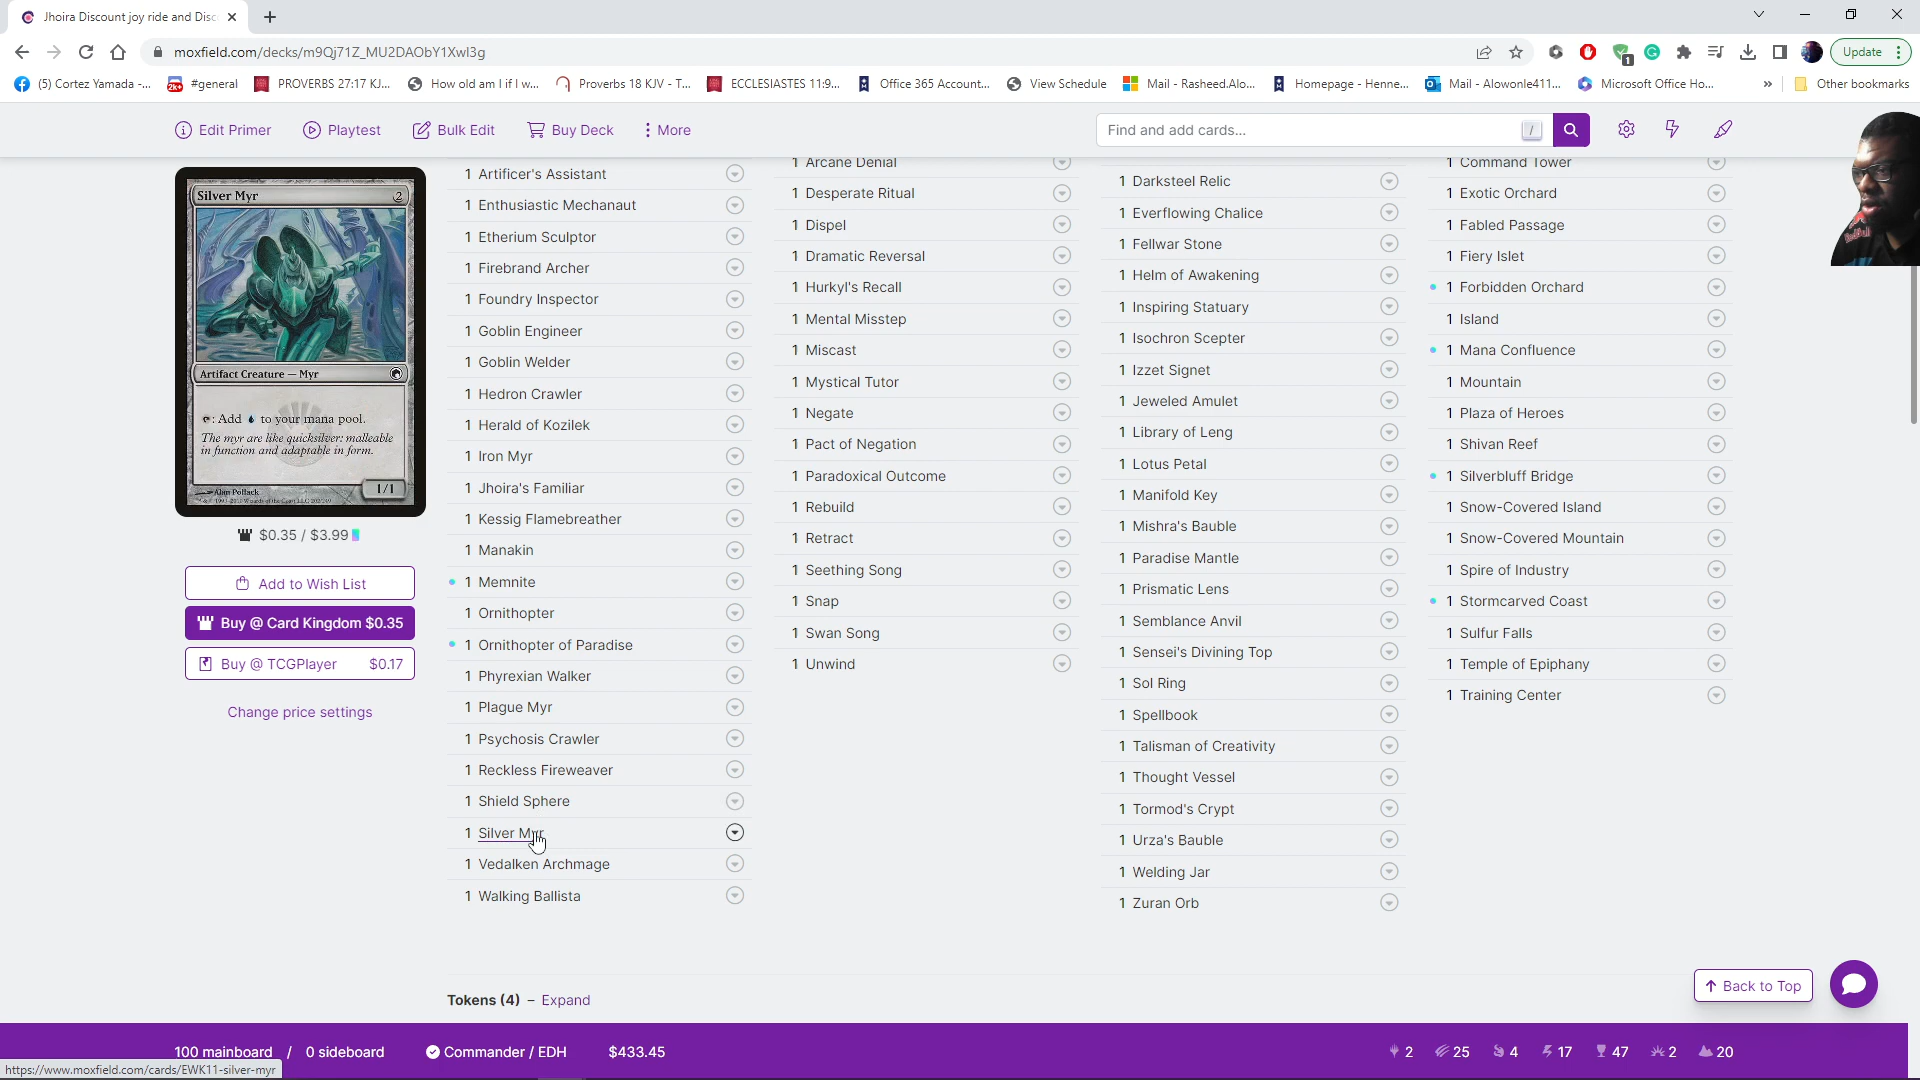 Jhoira Discount joy ride and Disc
moxfield.com/decks/m9Qj71Z_MU2DAObY1XwI3g
1
Update
(5) Cortez Yamada -...
2k+
#general
PROVERBS 27:17 KJ...
How old am I if I w...
Proverbs 18 KJV - T...
ECCLESIASTES 11:9...
Office 365 Account...
View Schedule
Mail - Rasheed.Alo...
Homepage - Henne...
Mail - Alowonle411...
Microsoft Office Ho...
»
Other bookmarks
Edit Primer
Playtest
Bulk Edit
Buy Deck
More
Find and add cards...
/
Silver Myr
2
Artifact Creature — Myr
: Add to your mana pool.
The myr are like quicksilver: malleable
in function and adaptable in form.
Alan Pollack
1/1
$0.35 / $3.99
Add to Wish List
Buy @ Card Kingdom $0.35
Buy @ TCGPlayer $0.17
Change price settings
1 Artificer's Assistant
1 Enthusiastic Mechanaut
1 Etherium Sculptor
1 Firebrand Archer
1 Foundry Inspector
1 Goblin Engineer
1 Goblin Welder
1 Hedron Crawler
1 Herald of Kozilek
1 Iron Myr
1 Jhoira's Familiar
1 Kessig Flamebreather
1 Manakin
1 Memnite
1 Ornithopter
1 Ornithopter of Paradise
1 Phyrexian Walker
1 Plague Myr
1 Psychosis Crawler
1 Reckless Fireweaver
1 Shield Sphere
1 Silver Myr
1 Vedalken Archmage
1 Walking Ballista
1 Arcane Denial
1 Desperate Ritual
1 Dispel
1 Dramatic Reversal
1 Hurkyl's Recall
1 Mental Misstep
1 Miscast
1 Mystical Tutor
1 Negate
1 Pact of Negation
1 Paradoxical Outcome
1 Rebuild
1 Retract
1 Seething Song
1 Snap
1 Swan Song
1 Unwind
1 Darksteel Relic
1 Everflowing Chalice
1 Fellwar Stone
1 Helm of Awakening
1 Inspiring Statuary
1 Isochron Scepter
1 Izzet Signet
1 Jeweled Amulet
1 Library of Leng
1 Lotus Petal
1 Manifold Key
1 Mishra's Bauble
1 Paradise Mantle
1 Prismatic Lens
1 Semblance Anvil
1 Sensei's Divining Top
1 Sol Ring
1 Spellbook
1 Talisman of Creativity
1 Thought Vessel
1 Tormod's Crypt
1 Urza's Bauble
1 Welding Jar
1 Zuran Orb
1 Command Tower
1 Exotic Orchard
1 Fabled Passage
1 Fiery Islet
1 Forbidden Orchard
1 Island
1 Mana Confluence
1 Mountain
1 Plaza of Heroes
1 Shivan Reef
1 Silverbluff Bridge
1 Snow-Covered Island
1 Snow-Covered Mountain
1 Spire of Industry
1 Stormcarved Coast
1 Sulfur Falls
1 Temple of Epiphany
1 Training Center
Tokens (4) – Expand
Back to Top
100 mainboard / 0 sideboard
Commander / EDH
$433.45
2 25 4 17 47 2 20
https://www.moxfield.com/cards/EWK11-silver-myr